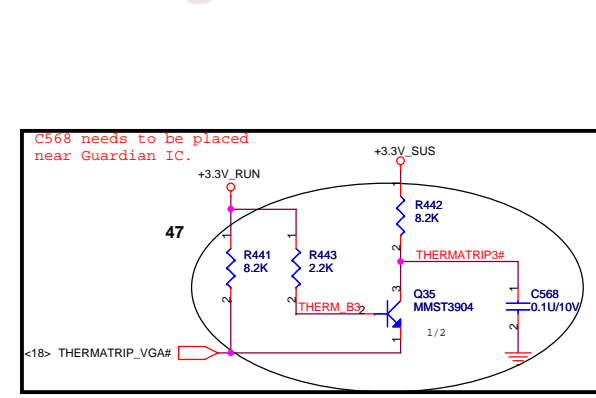 C568 needs to be placed
near Guardian IC.
+3.3V_SUS
+3.3V_RUN
1
R442
8.2K
2
47
1
R441
8.2K
2
1
R443
2.2K
2
THERMATRIP3#
THERM_B3
2
3
Q35
MMST3904
1
1/2
1
C568
0.1U/10V
2
<18> THERMATRIP_VGA#